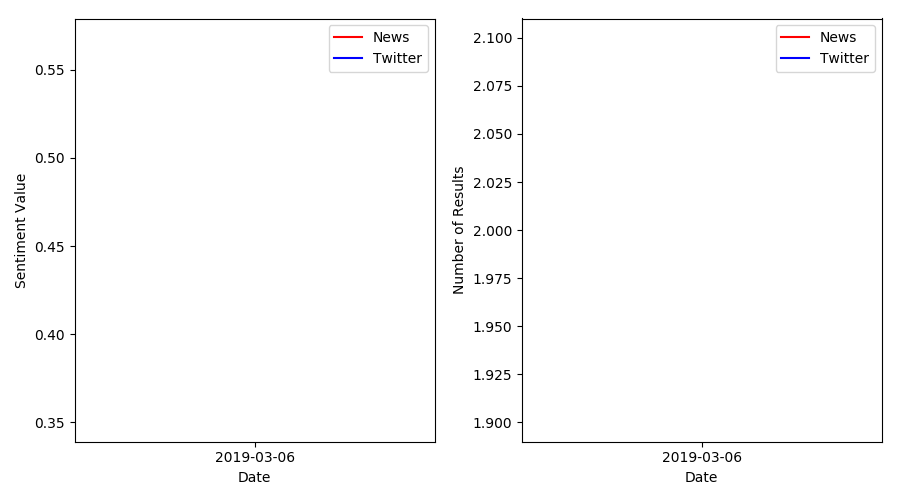 News
Twitter
0.55
0.50
0.45
0.40
0.35
Sentiment Value
2019-03-06
Date
News
Twitter
2.100
2.075
2.050
2.025
2.000
1.975
1.950
1.925
1.900
Number of Results
2019-03-06
Date